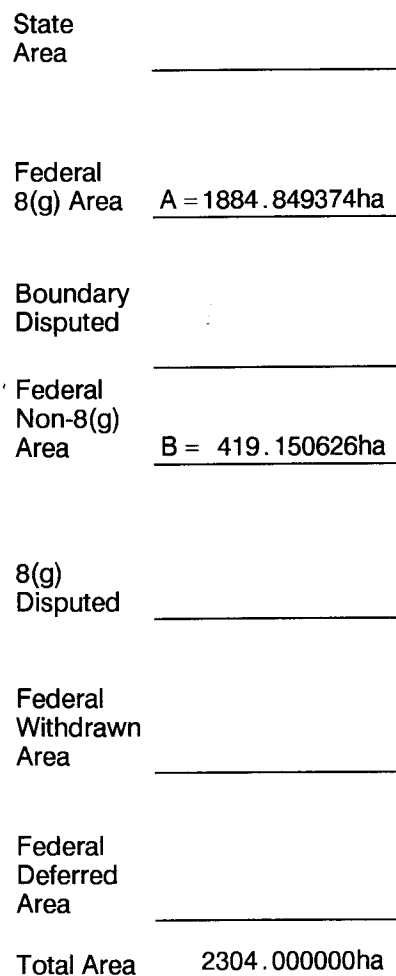 State
Area
Federal
8(g) Area A = 1884.849374ha
Boundary
Disputed
Federal
Non-8(g)
Area B = 419.150626ha
8(g)
Disputed
Federal
Withdrawn
Area
Federal
Deferred
Area
Total Area 2304.000000ha